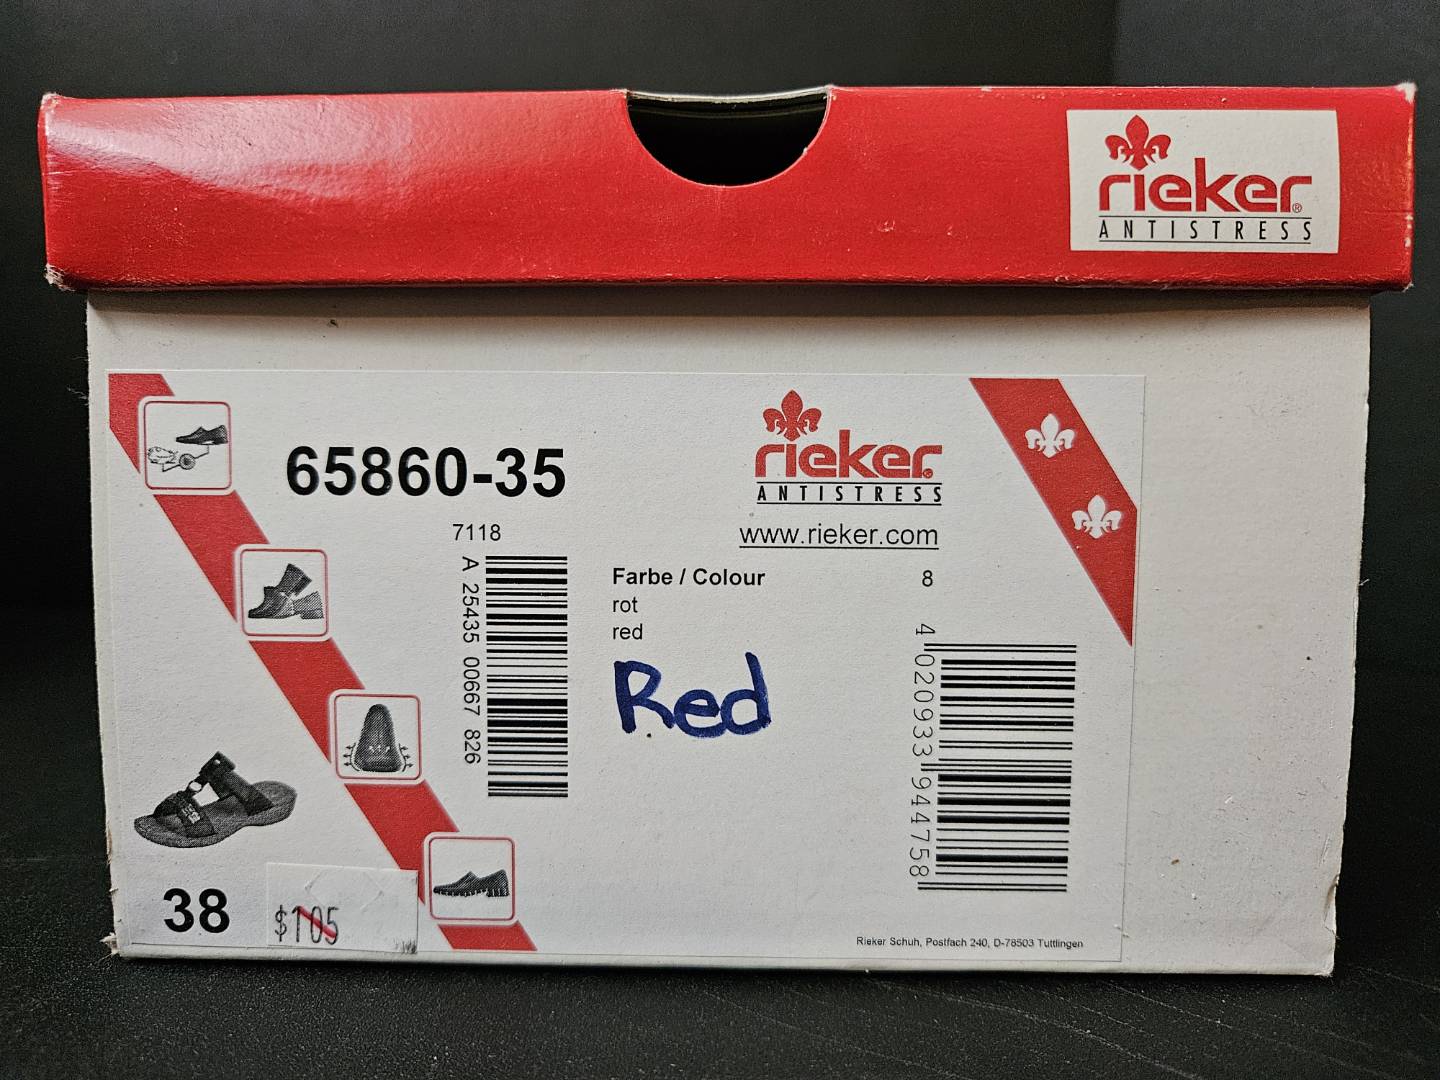 rieker®
ANTISTRESS
65860-35
rieker®
ANTISTRESS
www.rieker.com
7118
A 25435 00667 826
Farbe / Colour
rot
red
Red
8
4 020933 944758
38
$105
Rieker Schuh, Postfach 240, D-78503 Tuttlingen